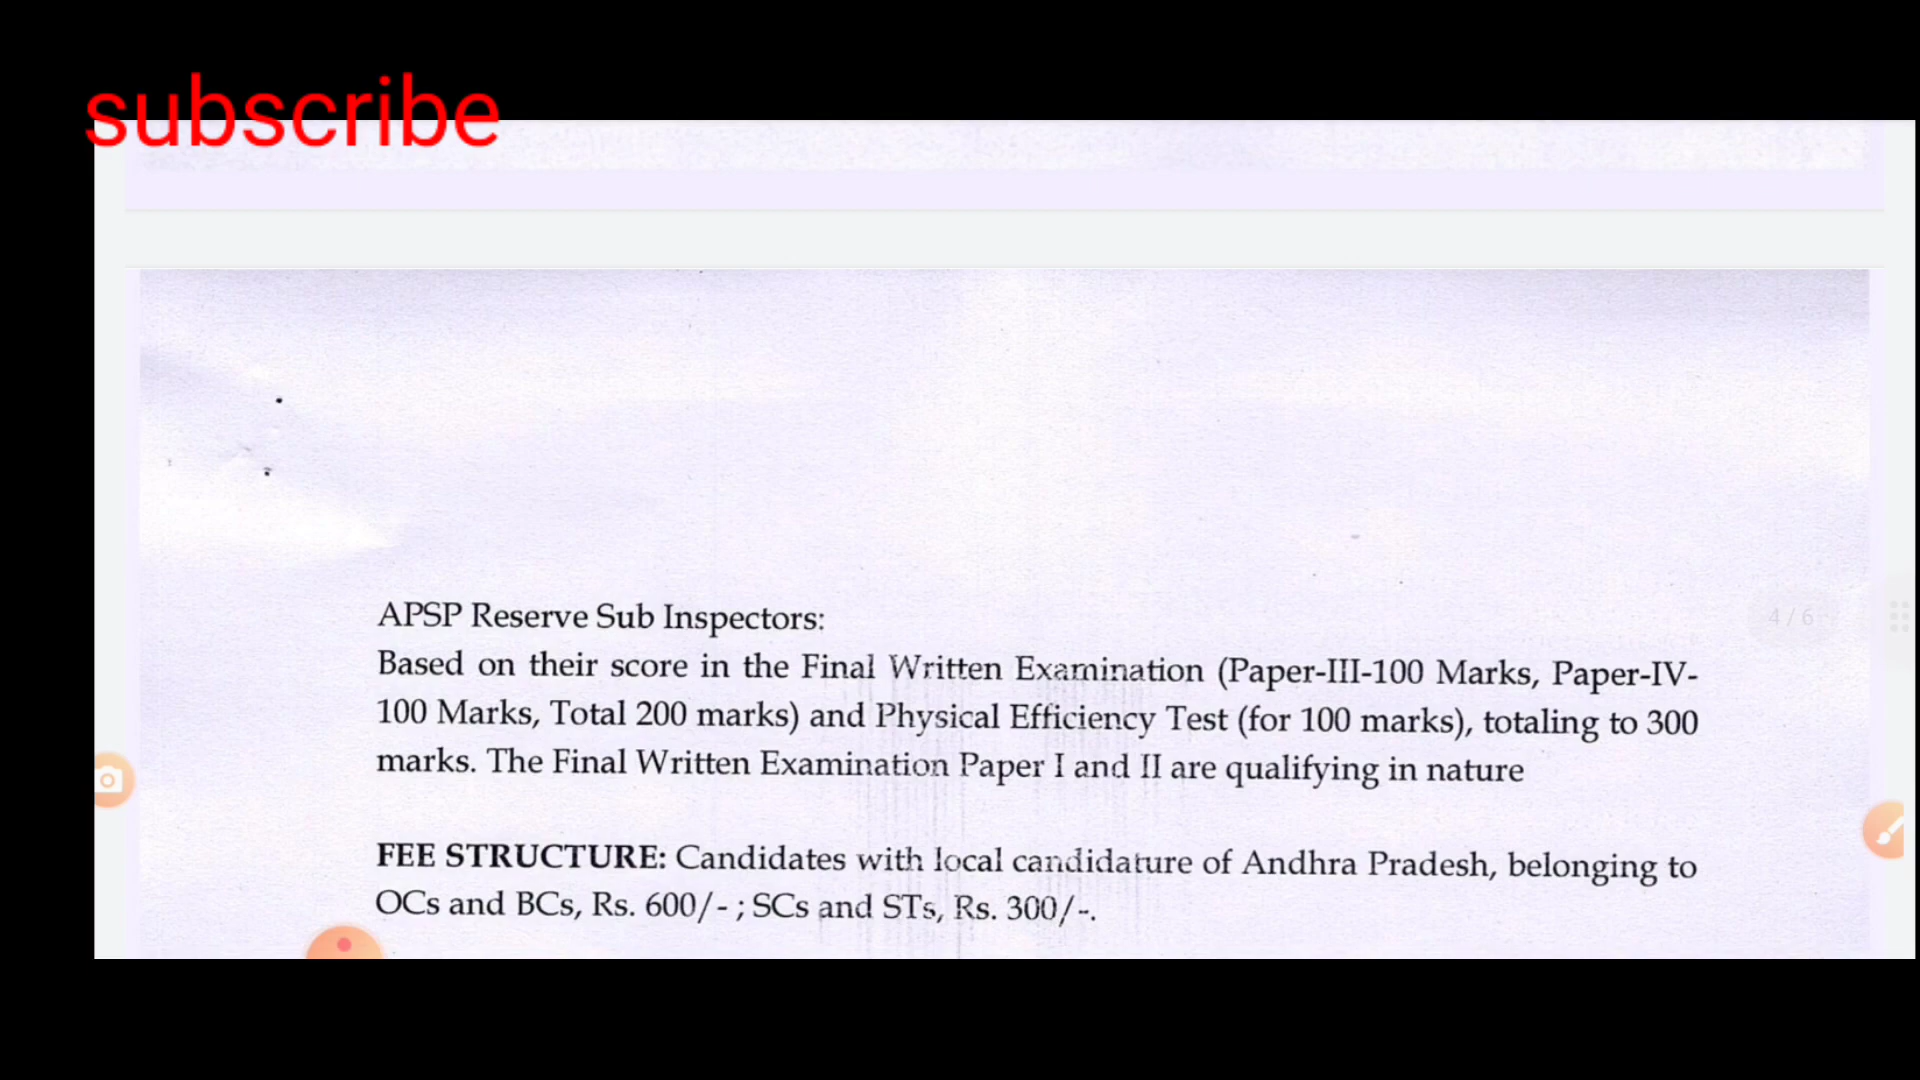 subscribe
APSP Reserve Sub Inspectors:
Based on their score in the Final Written Examination (Paper-III-100 Marks, Paper-IV-
100 Marks, Total 200 marks) and Physical Efficiency Test (for 100 marks), totaling to 300
marks. The Final Written Examination Paper I and II are qualifying in nature
4/6
FEE STRUCTURE: Candidates with local candidature of Andhra Pradesh, belonging to
OCs and BCs, Rs. 600/- ; SCs and STs, Rs. 300/-.